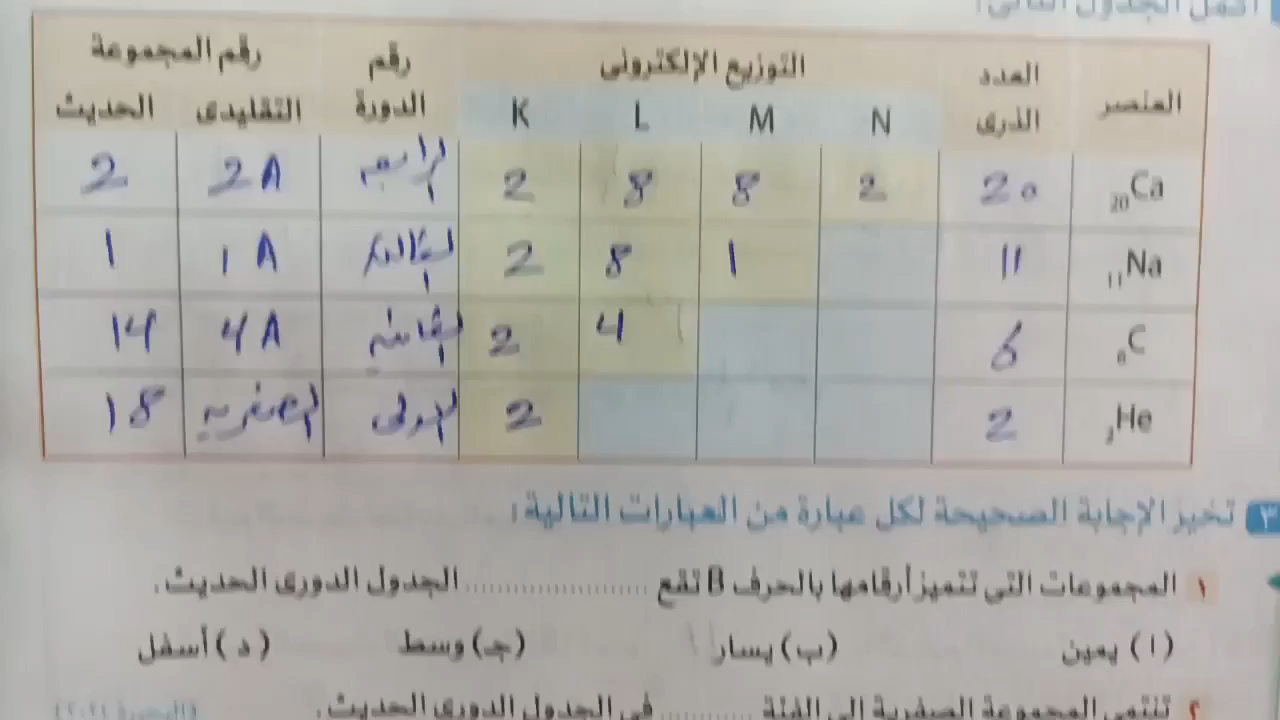 أكمل الجدول التالى:
العنصر العدد الذرى التوزيع الإلكترونى رقم الدورة رقم المجموعة
K L M N التقليدى الحديث
₂₀Ca 20 2 8 8 2 الرابعة 2A 2
₁₁Na 11 2 8 1 الثالثة 1A 1
₆C 6 2 4 الثانية 4A 14
₂He 2 2 الاولى الصفرية 18
٣ تخير الإجابة الصحيحة لكل عبارة من العبارات التالية:
١ المجموعات التى تتميز أرقامها بالحرف B تقع .................... الجدول الدورى الحديث.
(أ) يمين (ب) يسار (جـ) وسط (د) أسفل
٢ تنتمى المجموعة الصفرية إلى الفئة .......... فى الجدول الدورى الحديث.